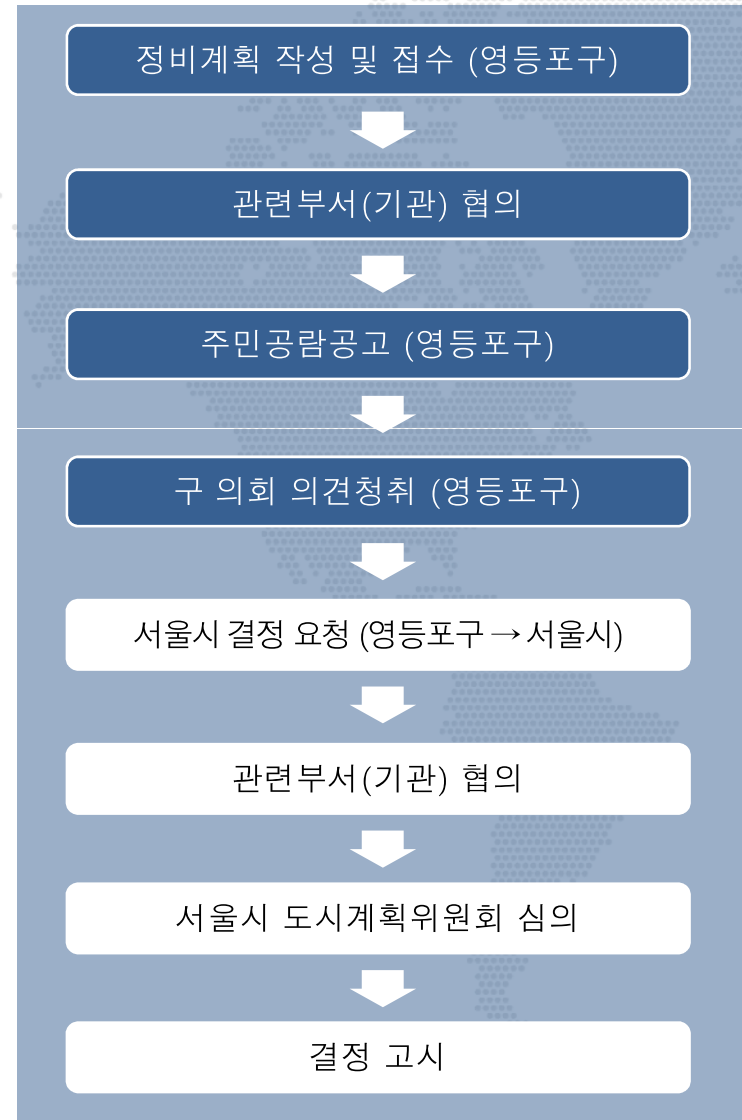 정비계획 작성 및 접수 (영등포구)
관련부서(기관) 협의
주민공람공고 (영등포구)
구 의회 의견청취 (영등포구)
서울시 결정 요청 (영등포구 → 서울시)
관련부서(기관) 협의
서울시 도시계획위원회 심의
결정 고시